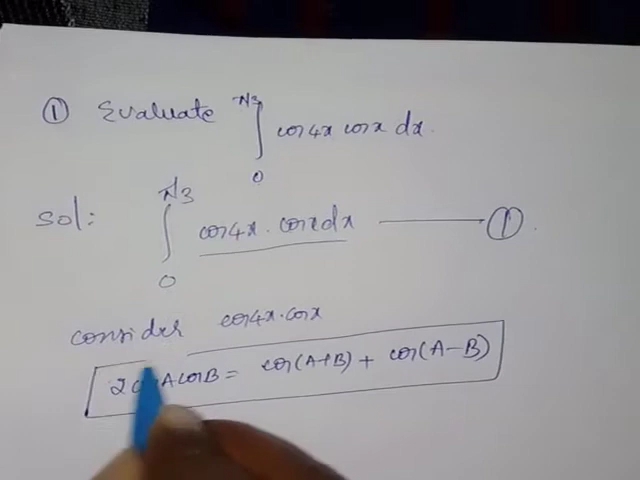 ① Evaluate ∫₀^{π/3} cos4x cosx dx.
Sol: ∫₀^{π/3} cos4x · cosx dx ——— ①.
consider cos4x·cosx
2cosAcosB = cos(A+B) + cos(A-B)